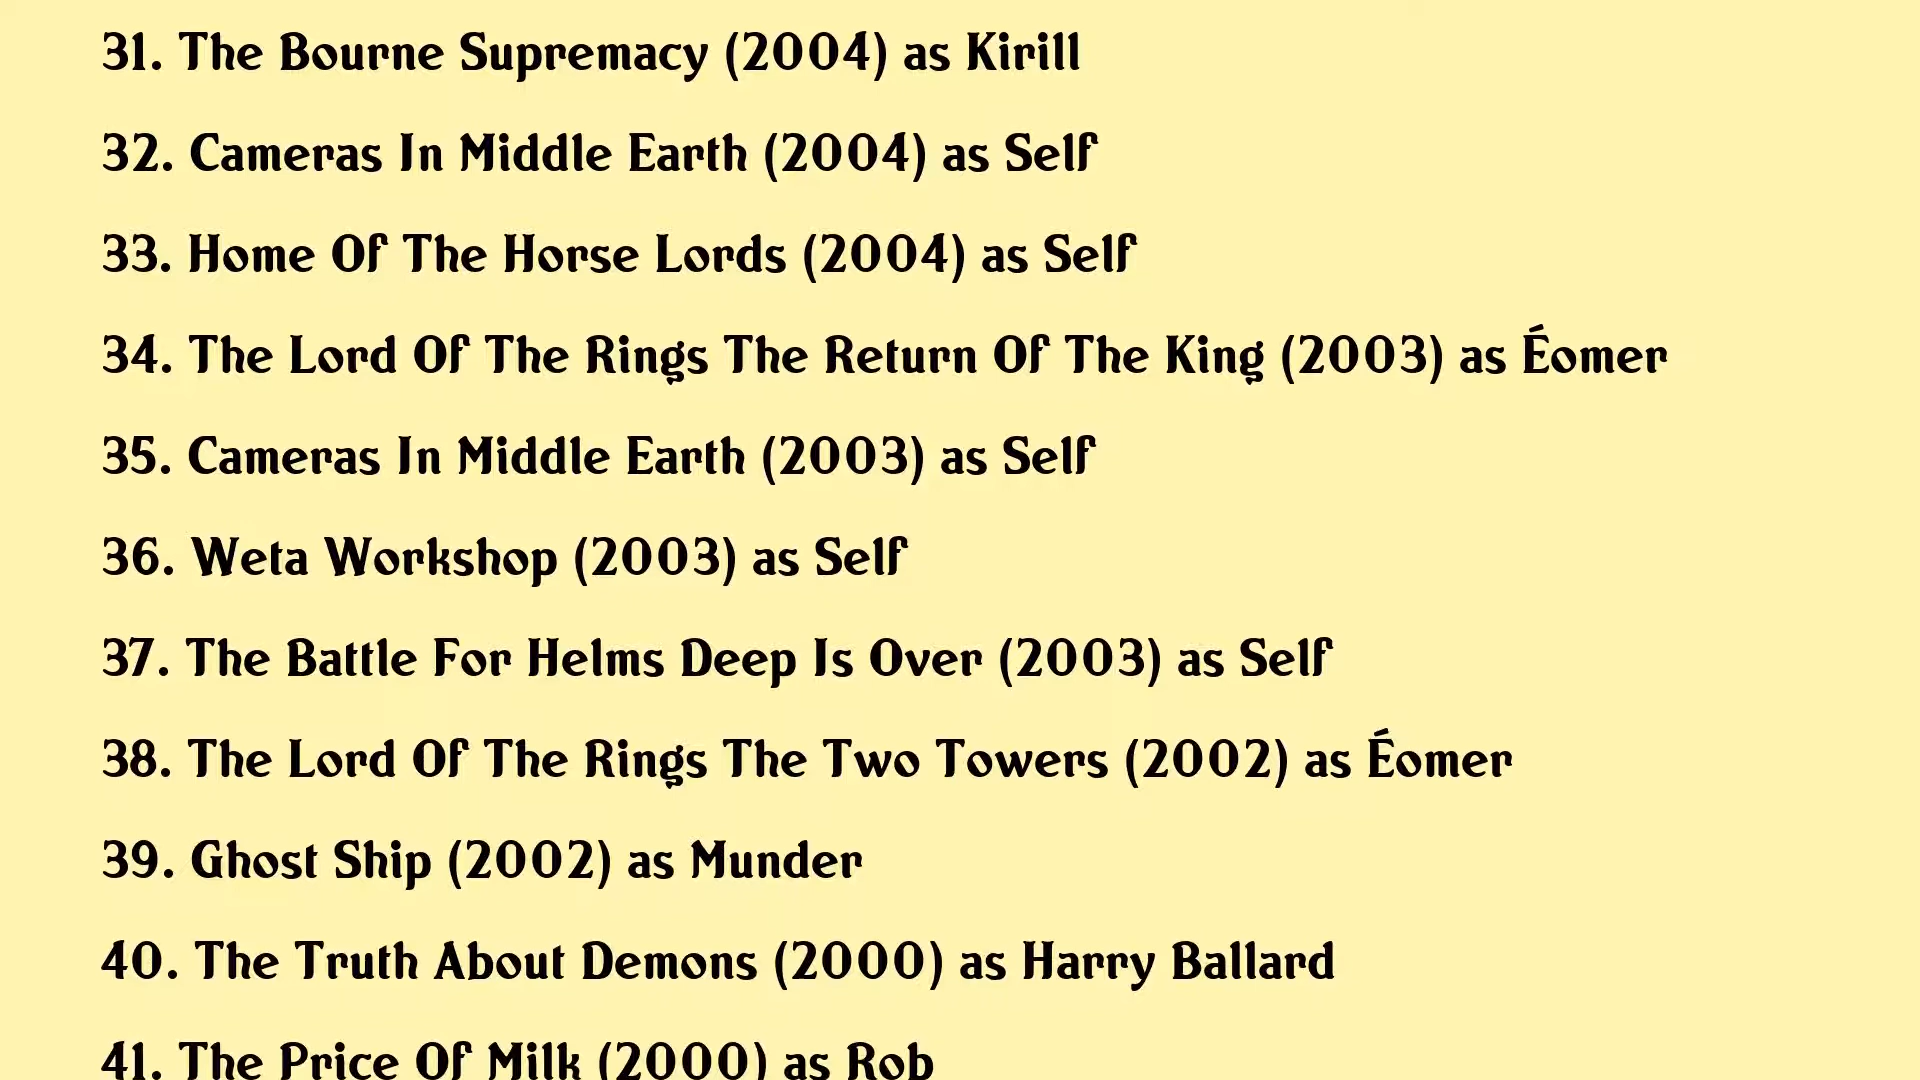 31. The Bourne Supremacy (2004) as Kirill
32. Cameras In Middle Earth (2004) as Self
33. Home Of The Horse Lords (2004) as Self
34. The Lord Of The Rings The Return Of The King (2003) as Éomer
35. Cameras In Middle Earth (2003) as Self
36. Weta Workshop (2003) as Self
37. The Battle For Helms Deep Is Over (2003) as Self
38. The Lord Of The Rings The Two Towers (2002) as Éomer
39. Ghost Ship (2002) as Munder
40. The Truth About Demons (2000) as Harry Ballard
41. The Price Of Milk (2000) as Rob